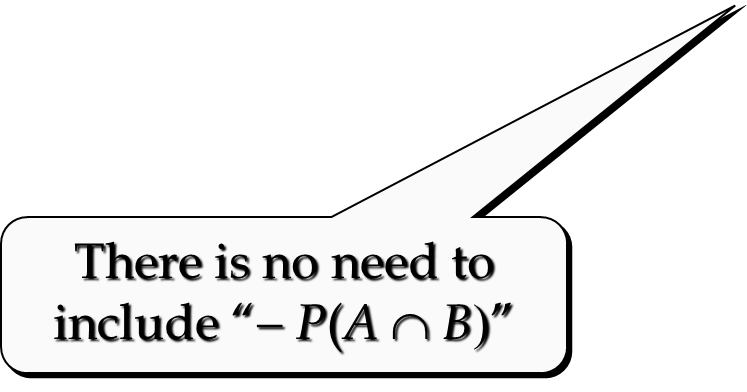 There is no need to
include “– P(A ∩ B)”